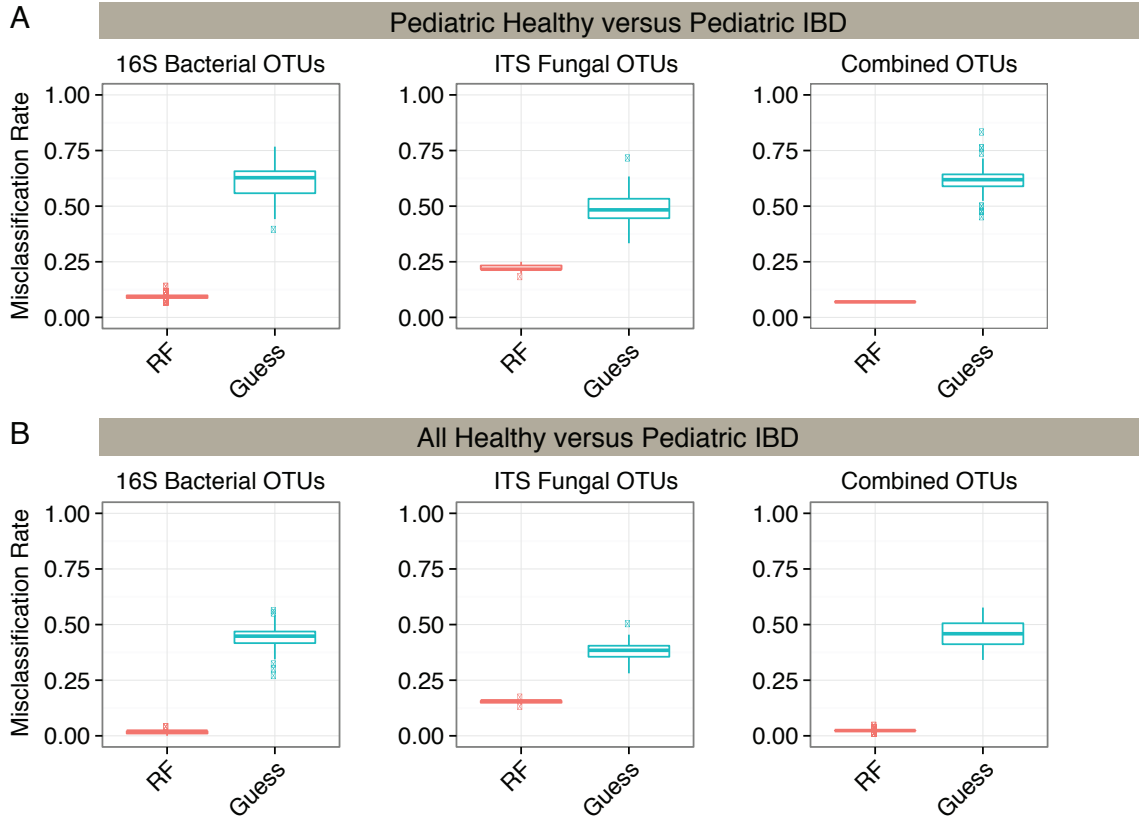 A
Pediatric Healthy versus Pediatric IBD
16S Bacterial OTUs
ITS Fungal OTUs
Combined OTUs
Misclassification Rate
1.00
0.75
0.50
0.25
0.00
RF
Guess
1.00
0.75
0.50
0.25
0.00
RF
Guess
1.00
0.75
0.50
0.25
0.00
RF
Guess
B
All Healthy versus Pediatric IBD
16S Bacterial OTUs
ITS Fungal OTUs
Combined OTUs
Misclassification Rate
1.00
0.75
0.50
0.25
0.00
RF
Guess
1.00
0.75
0.50
0.25
0.00
RF
Guess
1.00
0.75
0.50
0.25
0.00
RF
Guess